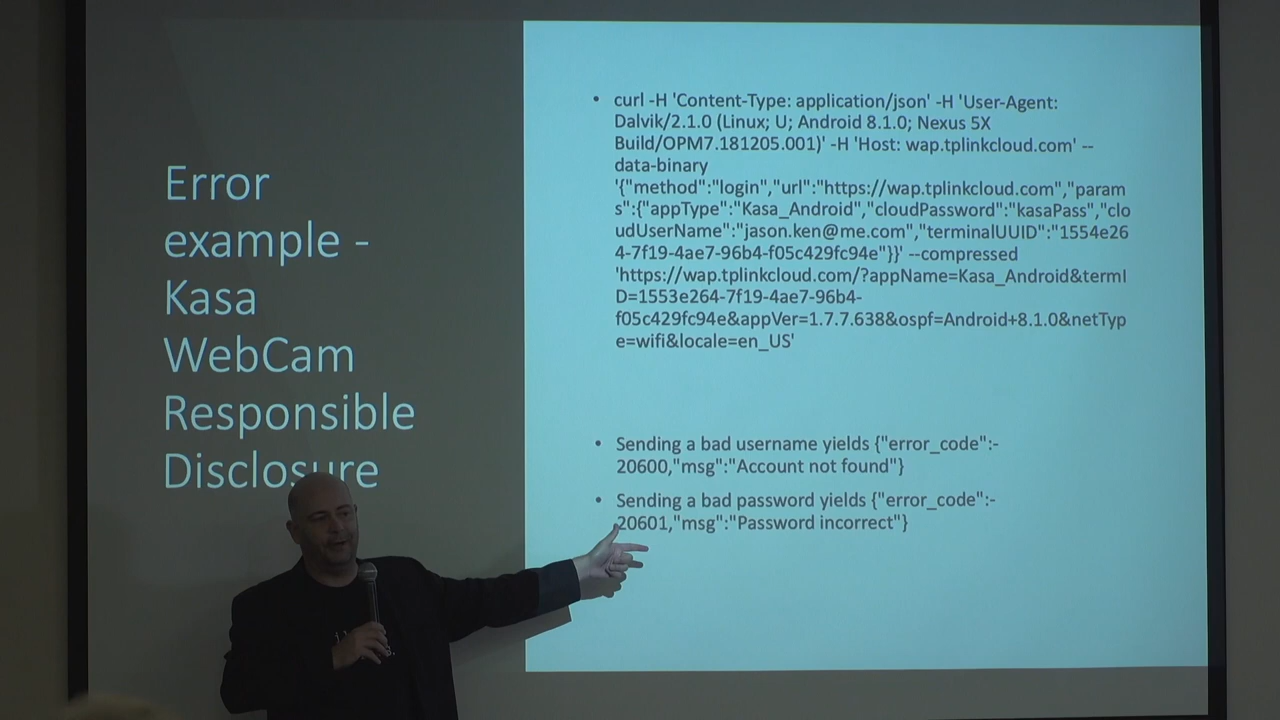 Error
example -
Kasa
WebCam
Responsible
Disclosure
• curl -H 'Content-Type: application/json' -H 'User-Agent:
Dalvik/2.1.0 (Linux; U; Android 8.1.0; Nexus 5X
Build/OPM7.181205.001)' -H 'Host: wap.tplinkcloud.com' --
data-binary
'{"method":"login","url":"https://wap.tplinkcloud.com","param
s":{"appType":"Kasa_Android","cloudPassword":"kasaPass","clo
udUserName":"jason.ken@me.com","terminalUUID":"1554e26
4-7f19-4ae7-96b4-f05c429fc94e"}}' --compressed
'https://wap.tplinkcloud.com/?appName=Kasa_Android&termI
D=1553e264-7f19-4ae7-96b4-
f05c429fc94e&appVer=1.7.7.638&ospf=Android+8.1.0&netTyp
e=wifi&locale=en_US'
• Sending a bad username yields {"error_code":-
20600,"msg":"Account not found"}
• Sending a bad password yields {"error_code":-
20601,"msg":"Password incorrect"}